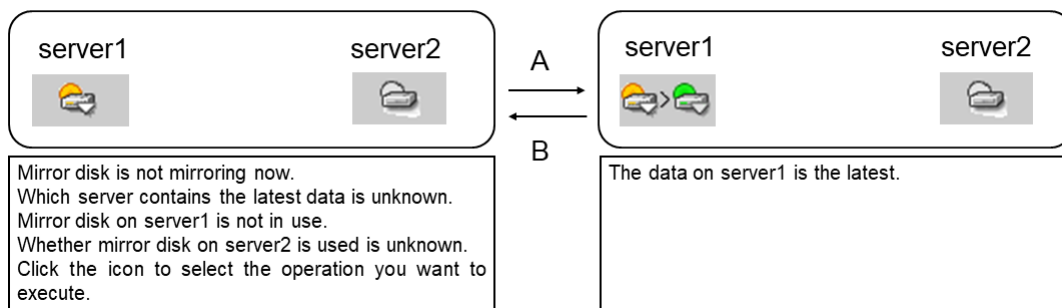 server1
server2
A
B
server1
>
server2
Mirror disk is not mirroring now.
Which server contains the latest data is unknown.
Mirror disk on server1 is not in use.
Whether mirror disk on server2 is used is unknown.
Click the icon to select the operation you want to
execute.
The data on server1 is the latest.